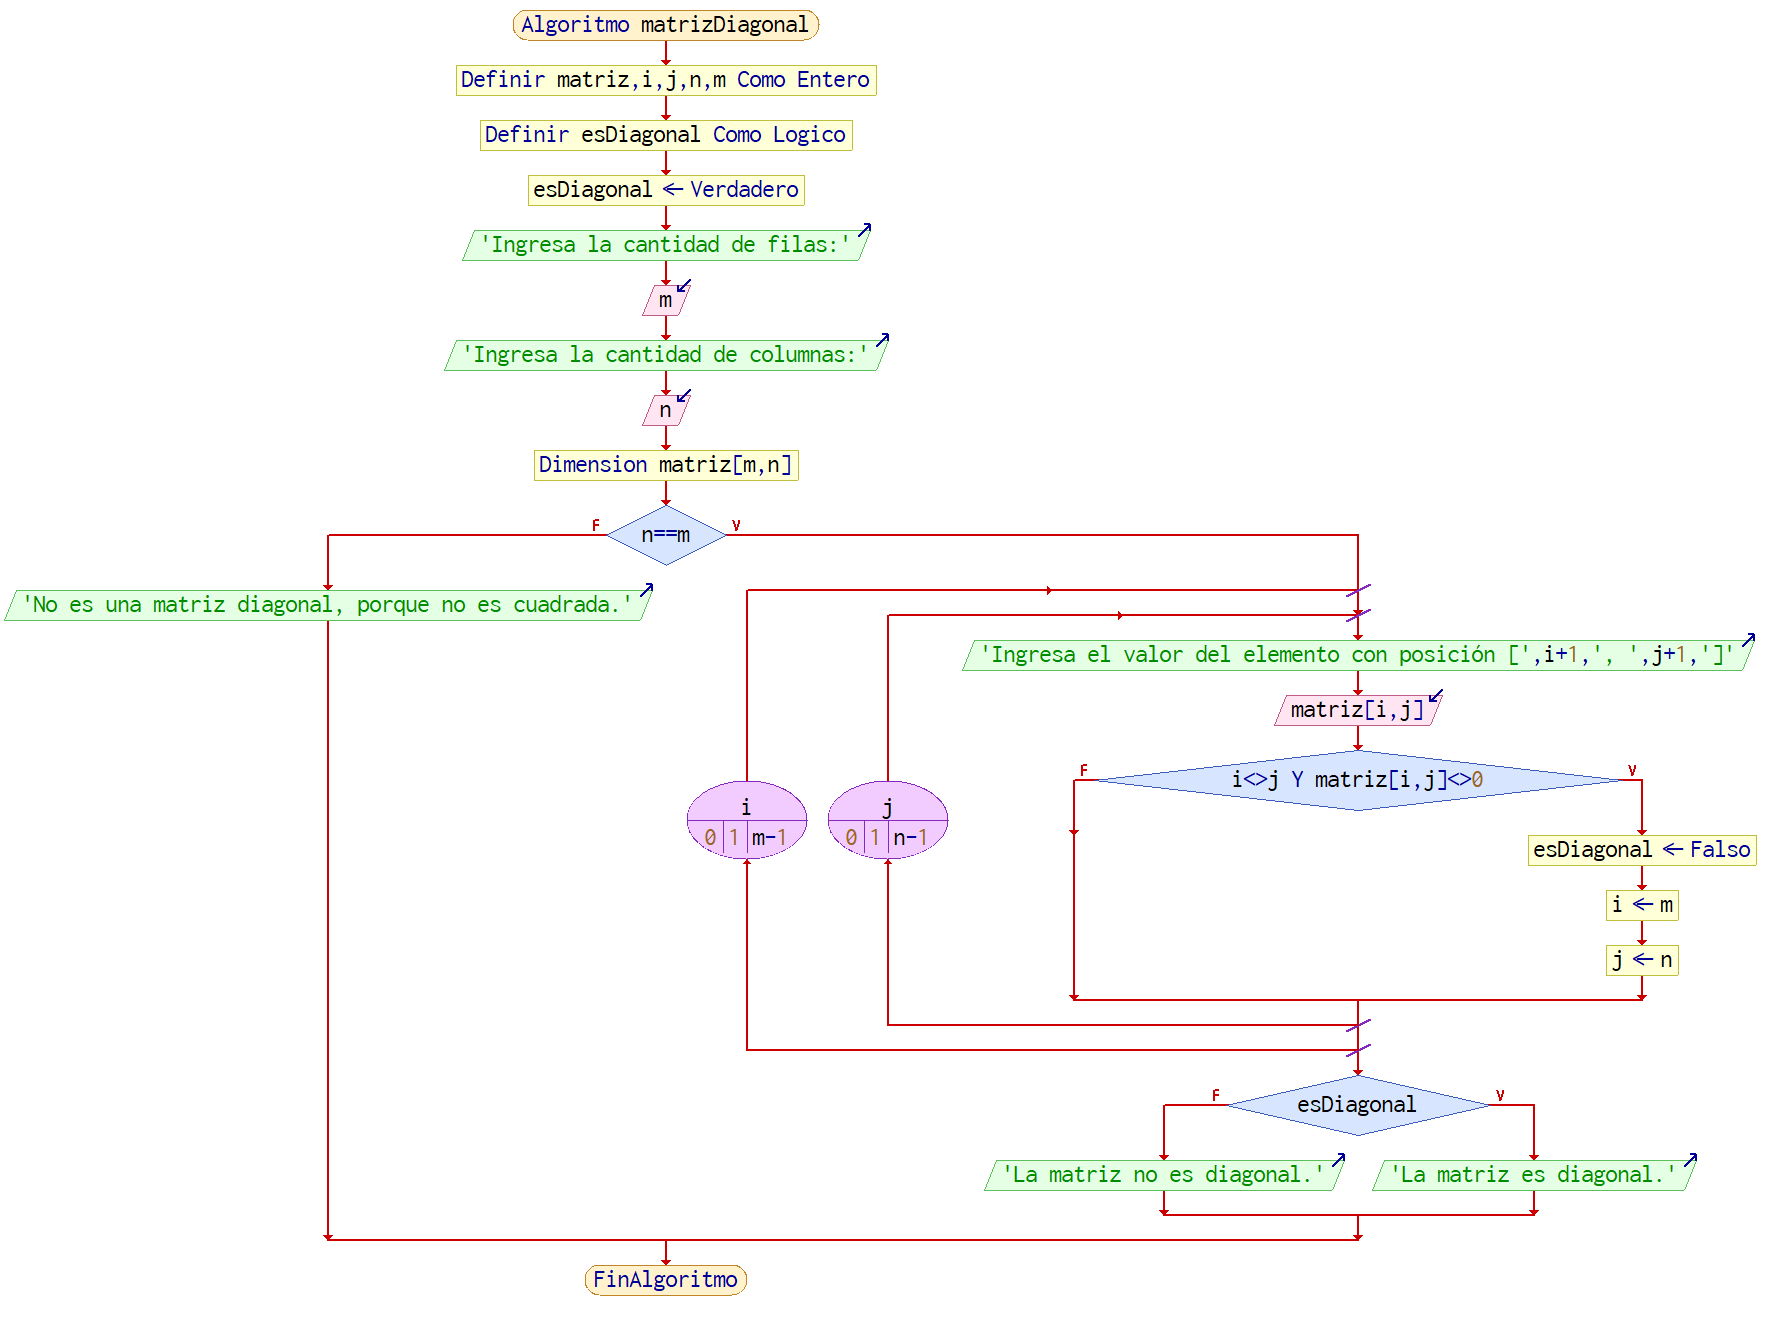 Algoritmo matrizDiagonal
Definir matriz,i,j,n,m Como Entero
Definir esDiagonal Como Logico
esDiagonal ← Verdadero
'Ingresa la cantidad de filas:'
m
'Ingresa la cantidad de columnas:'
n
Dimension matriz[m,n]
F
n==m
V
'No es una matriz diagonal, porque no es cuadrada.'
'Ingresa el valor del elemento con posición [',i+1,', ',j+1,']'
matriz[i,j]
F
i<>j Y matriz[i,j]<>0
V
i
0 1 m-1
j
0 1 n-1
esDiagonal ← Falso
i ← m
j ← n
F
esDiagonal
V
'La matriz no es diagonal.'
'La matriz es diagonal.'
FinAlgoritmo